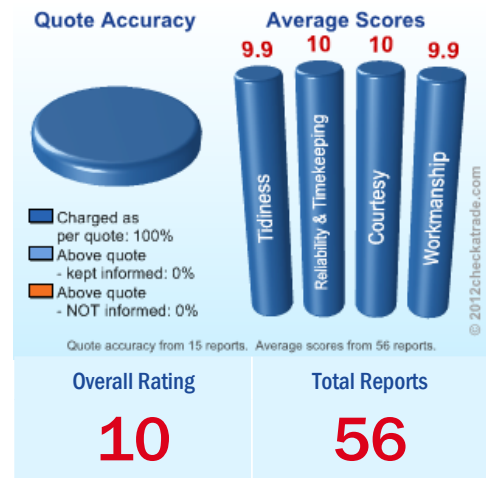 Quote Accuracy
Charged as
per quote: 100%
Above quote
- kept informed: 0%
Above quote
- NOT informed: 0%
Average Scores
9.9
10
10
9.9
Tidiness
Reliability & Timekeeping
Courtesy
Workmanship
© 2012checkatrade.com
Quote accuracy from 15 reports. Average scores from 56 reports.
Overall Rating
10
Total Reports
56